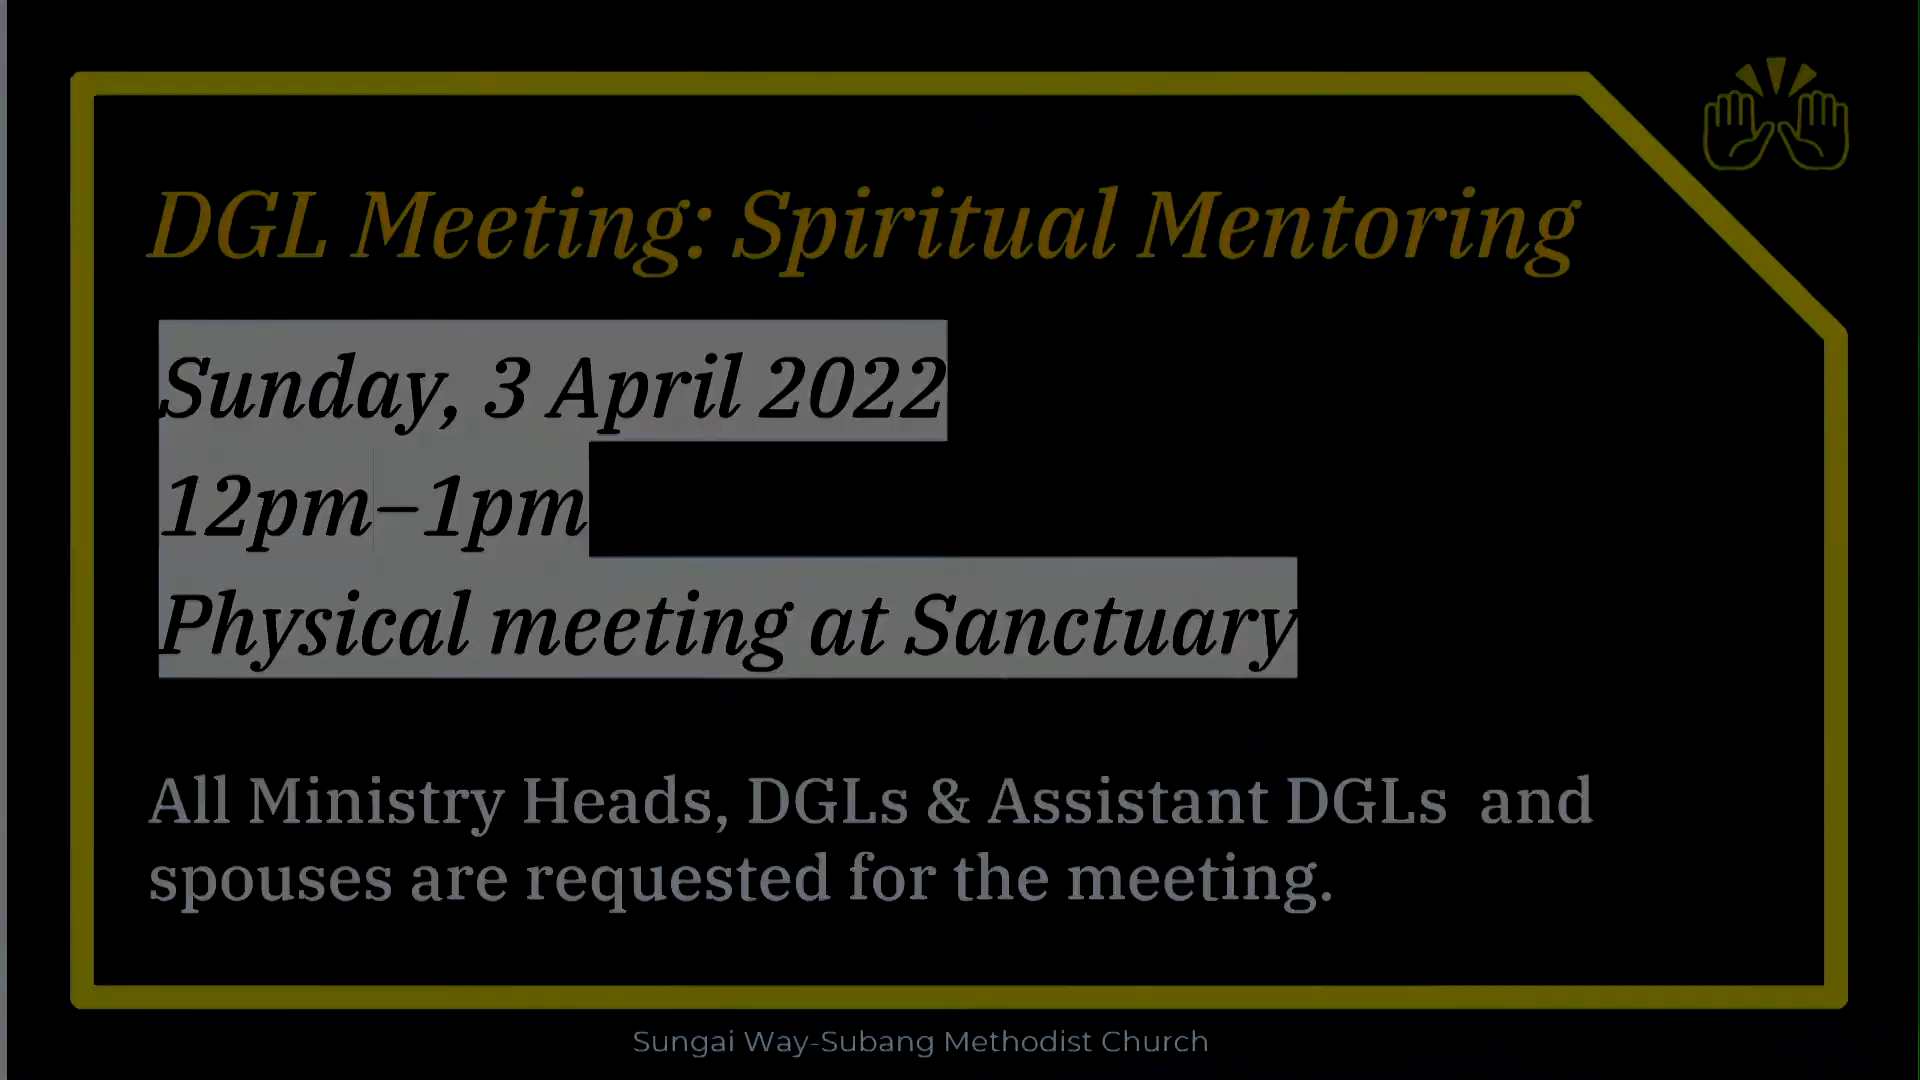 DGL Meeting: Spiritual Mentoring
Sunday, 3 April 2022
12pm–1pm
Physical meeting at Sanctuary
All Ministry Heads, DGLs & Assistant DGLs  and
spouses are requested for the meeting.
Sungai Way-Subang Methodist Church